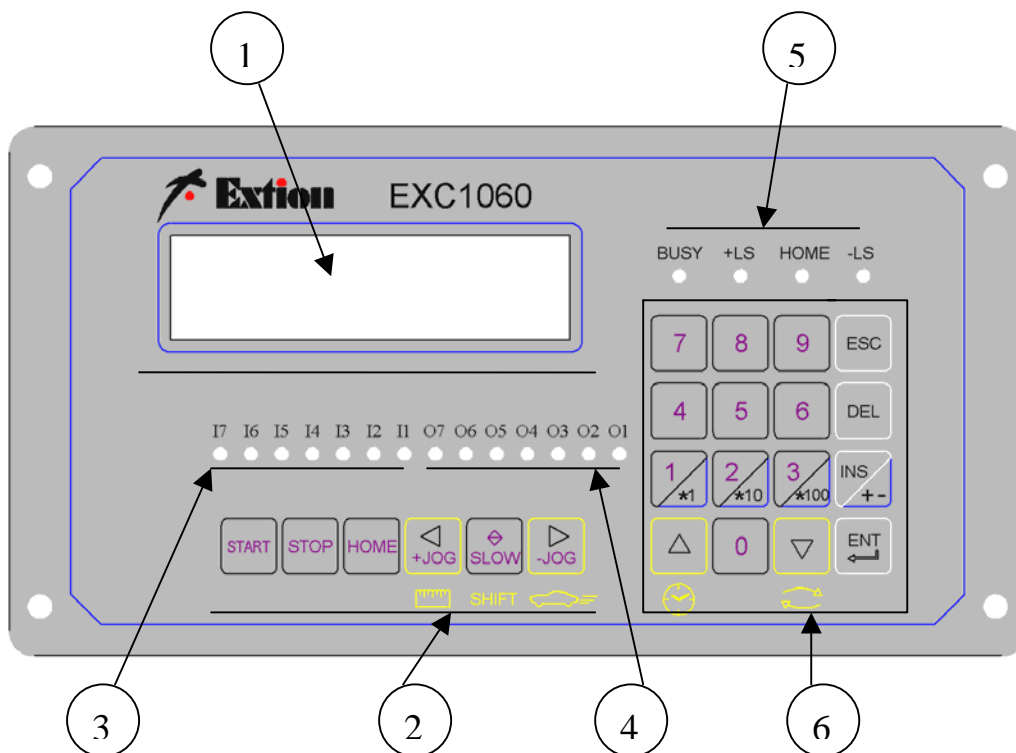 1 5
Extion EXC1060
BUSY +LS HOME -LS
7 8 9 ESC
4 5 6 DEL
I7 I6 I5 I4 I3 I2 I1 O7 O6 O5 O4 O3 O2 O1
1 *1 2 *10 3 *100 INS + -
START STOP HOME +JOG SLOW -JOG
0 ENT
SHIFT
3 2 4 6